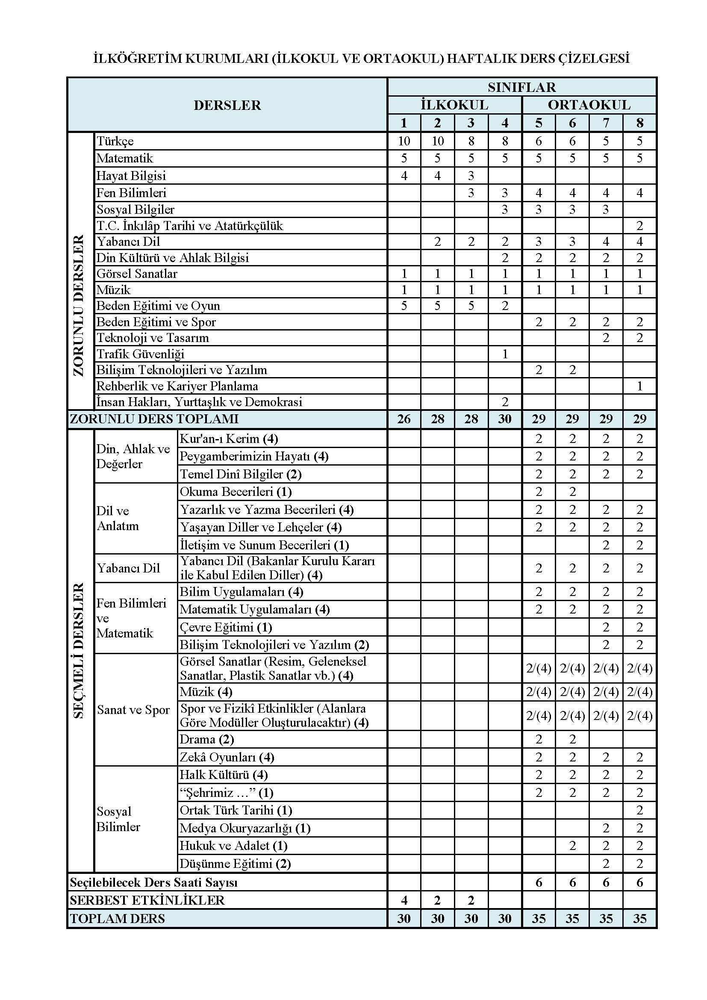 İLKÖĞRETİM KURUMLARI (İLKOKUL VE ORTAOKUL) HAFTALIK DERS ÇİZELGESİ
DERSLER
SINIFLAR
İLKOKUL ORTAOKUL
1 2 3 4 5 6 7 8
ZORUNLU DERSLER
Türkçe 10 10 8 8 6 6 5 5
Matematik 5 5 5 5 5 5 5 5
Hayat Bilgisi 4 4 3
Fen Bilimleri 3 3 4 4 4 4
Sosyal Bilgiler 3 3 3 3
T.C. İnkılâp Tarihi ve Atatürkçülük 2
Yabancı Dil 2 2 2 3 3 4 4
Din Kültürü ve Ahlak Bilgisi 2 2 2 2 2
Görsel Sanatlar 1 1 1 1 1 1 1 1
Müzik 1 1 1 1 1 1 1 1
Beden Eğitimi ve Oyun 5 5 5 2
Beden Eğitimi ve Spor 2 2 2 2
Teknoloji ve Tasarım 2 2
Trafik Güvenliği 1
Bilişim Teknolojileri ve Yazılım 2 2
Rehberlik ve Kariyer Planlama 1
İnsan Hakları, Yurttaşlık ve Demokrasi 2
ZORUNLU DERS TOPLAMI 26 28 28 30 29 29 29 29
SEÇMELİ DERSLER
Din, Ahlak ve
Değerler
Kur'an-ı Kerim (4) 2 2 2 2
Peygamberimizin Hayatı (4) 2 2 2 2
Temel Dinî Bilgiler (2) 2 2 2 2
Dil ve
Anlatım
Okuma Becerileri (1) 2 2
Yazarlık ve Yazma Becerileri (4) 2 2 2 2
Yaşayan Diller ve Lehçeler (4) 2 2 2 2
İletişim ve Sunum Becerileri (1) 2 2
Yabancı Dil
Yabancı Dil (Bakanlar Kurulu Kararı
ile Kabul Edilen Diller) (4) 2 2 2 2
Fen Bilimleri
ve
Matematik
Bilim Uygulamaları (4) 2 2 2 2
Matematik Uygulamaları (4) 2 2 2 2
Çevre Eğitimi (1) 2 2
Bilişim Teknolojileri ve Yazılım (2) 2 2
Sanat ve Spor
Görsel Sanatlar (Resim, Geleneksel
Sanatlar, Plastik Sanatlar vb.) (4) 2/(4) 2/(4) 2/(4) 2/(4)
Müzik (4) 2/(4) 2/(4) 2/(4) 2/(4)
Spor ve Fizikî Etkinlikler (Alanlara
Göre Modüller Oluşturulacaktır) (4) 2/(4) 2/(4) 2/(4) 2/(4)
Drama (2) 2 2
Zekâ Oyunları (4) 2 2 2 2
Sosyal
Bilimler
Halk Kültürü (4) 2 2 2 2
“Şehrimiz …” (1) 2 2 2 2
Ortak Türk Tarihi (1) 2
Medya Okuryazarlığı (1) 2 2
Hukuk ve Adalet (1) 2 2 2
Düşünme Eğitimi (2) 2 2
Seçilebilecek Ders Saati Sayısı 6 6 6 6
SERBEST ETKİNLİKLER 4 2 2
TOPLAM DERS 30 30 30 30 35 35 35 35